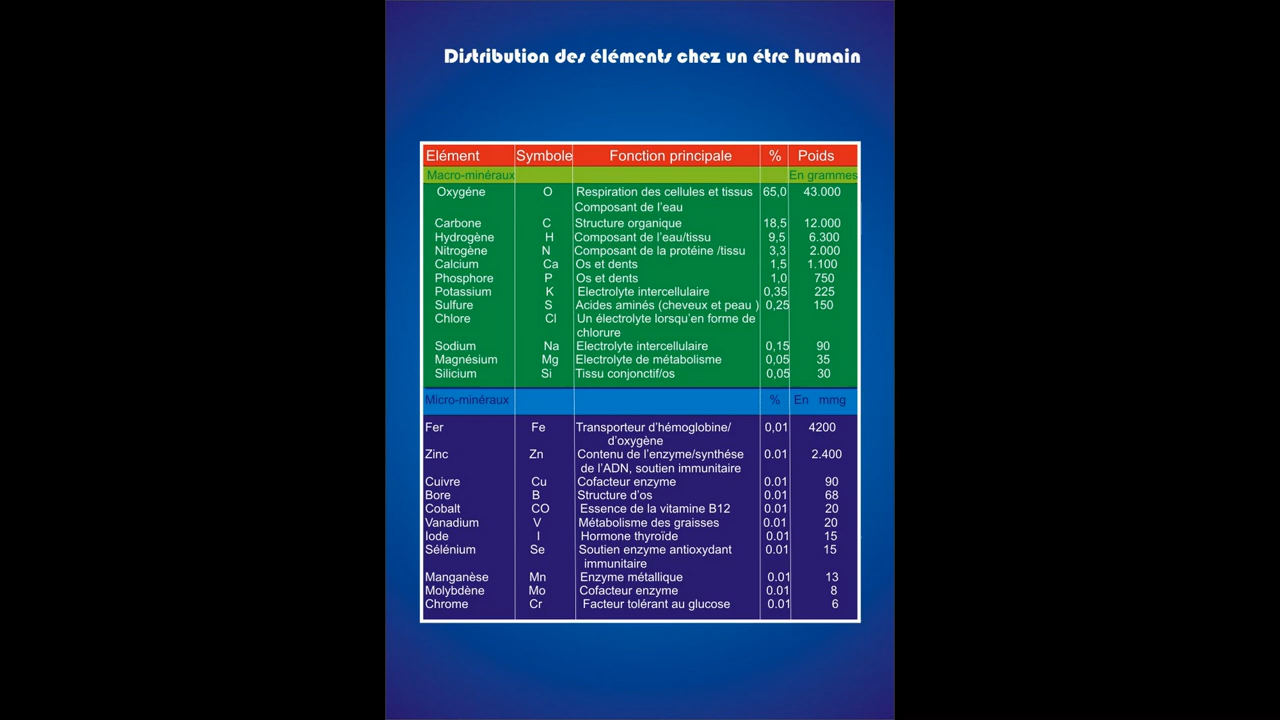 Distribution des éléments chez un étre humain
Elément Symbole Fonction principale % Poids
Macro-minéraux En grammes
Oxygéne O Respiration des cellules et tissus 65,0 43.000
Composant de l'eau
Carbone C Structure organique 18,5 12.000
Hydrogène H Composant de l'eau/tissu 9,5 6.300
Nitrogène N Composant de la protéine /tissu 3,3 2.000
Calcium Ca Os et dents 1,5 1.100
Phosphore P Os et dents 1,0 750
Potassium K Electrolyte intercellulaire 0,35 225
Sulfure S Acides aminés (cheveux et peau ) 0,25 150
Chlore Cl Un électrolyte lorsqu'en forme de
chlorure
Sodium Na Electrolyte intercellulaire 0,15 90
Magnésium Mg Electrolyte de métabolisme 0,05 35
Silicium Si Tissu conjonctif/os 0,05 30
Micro-minéraux % En mmg
Fer Fe Transporteur d'hémoglobine/ 0,01 4200
d'oxygène
Zinc Zn Contenu de l'enzyme/synthése 0.01 2.400
de l'ADN, soutien immunitaire
Cuivre Cu Cofacteur enzyme 0.01 90
Bore B Structure d'os 0.01 68
Cobalt CO Essence de la vitamine B12 0.01 20
Vanadium V Métabolisme des graisses 0.01 20
Iode I Hormone thyroïde 0.01 15
Sélénium Se Soutien enzyme antioxydant 0.01 15
immunitaire
Manganèse Mn Enzyme métallique 0.01 13
Molybdène Mo Cofacteur enzyme 0.01 8
Chrome Cr Facteur tolérant au glucose 0.01 6